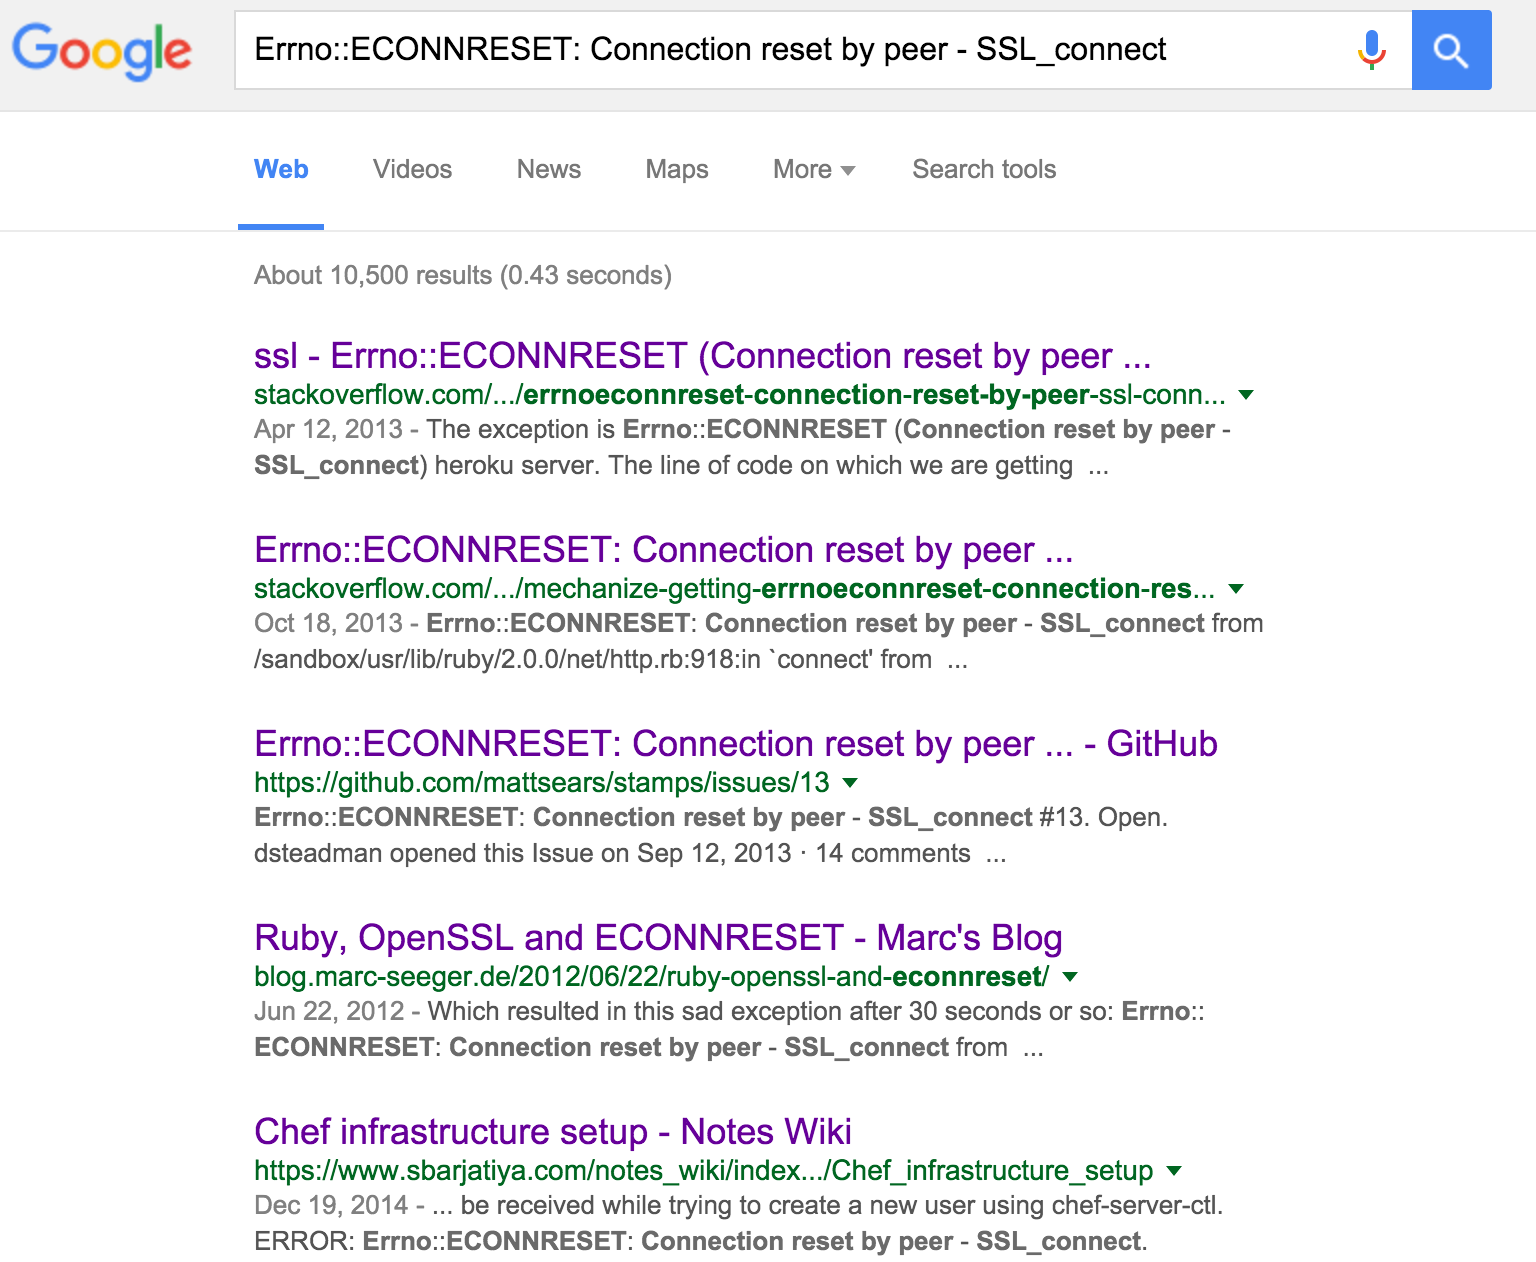 Google
Errno::ECONNRESET: Connection reset by peer - SSL_connect
Web Videos News Maps More Search tools
About 10,500 results (0.43 seconds)
ssl - Errno::ECONNRESET (Connection reset by peer ...
stackoverflow.com/.../errnoeconnreset-connection-reset-by-peer-ssl-conn...
Apr 12, 2013 - The exception is Errno::ECONNRESET (Connection reset by peer -
SSL_connect) heroku server. The line of code on which we are getting ...
Errno::ECONNRESET: Connection reset by peer ...
stackoverflow.com/.../mechanize-getting-errnoeconnreset-connection-res...
Oct 18, 2013 - Errno::ECONNRESET: Connection reset by peer - SSL_connect from
/sandbox/usr/lib/ruby/2.0.0/net/http.rb:918:in `connect' from ...
Errno::ECONNRESET: Connection reset by peer ... - GitHub
https://github.com/mattsears/stamps/issues/13
Errno::ECONNRESET: Connection reset by peer - SSL_connect #13. Open.
dsteadman opened this Issue on Sep 12, 2013 · 14 comments ...
Ruby, OpenSSL and ECONNRESET - Marc's Blog
blog.marc-seeger.de/2012/06/22/ruby-openssl-and-econnreset/
Jun 22, 2012 - Which resulted in this sad exception after 30 seconds or so: Errno::
ECONNRESET: Connection reset by peer - SSL_connect from ...
Chef infrastructure setup - Notes Wiki
https://www.sbarjatiya.com/notes_wiki/index.../Chef_infrastructure_setup
Dec 19, 2014 - ... be received while trying to create a new user using chef-server-ctl.
ERROR: Errno::ECONNRESET: Connection reset by peer - SSL_connect.